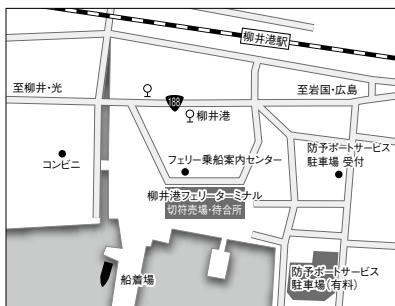 柳井港駅
至柳井・光
188
至岩国・広島
柳井港
防予ポートサービス
駐車場 受付
コンビニ
フェリー乗船案内センター
柳井港フェリーターミナル
切符売場・待合所
船着場
防予ポートサービス
駐車場(有料)